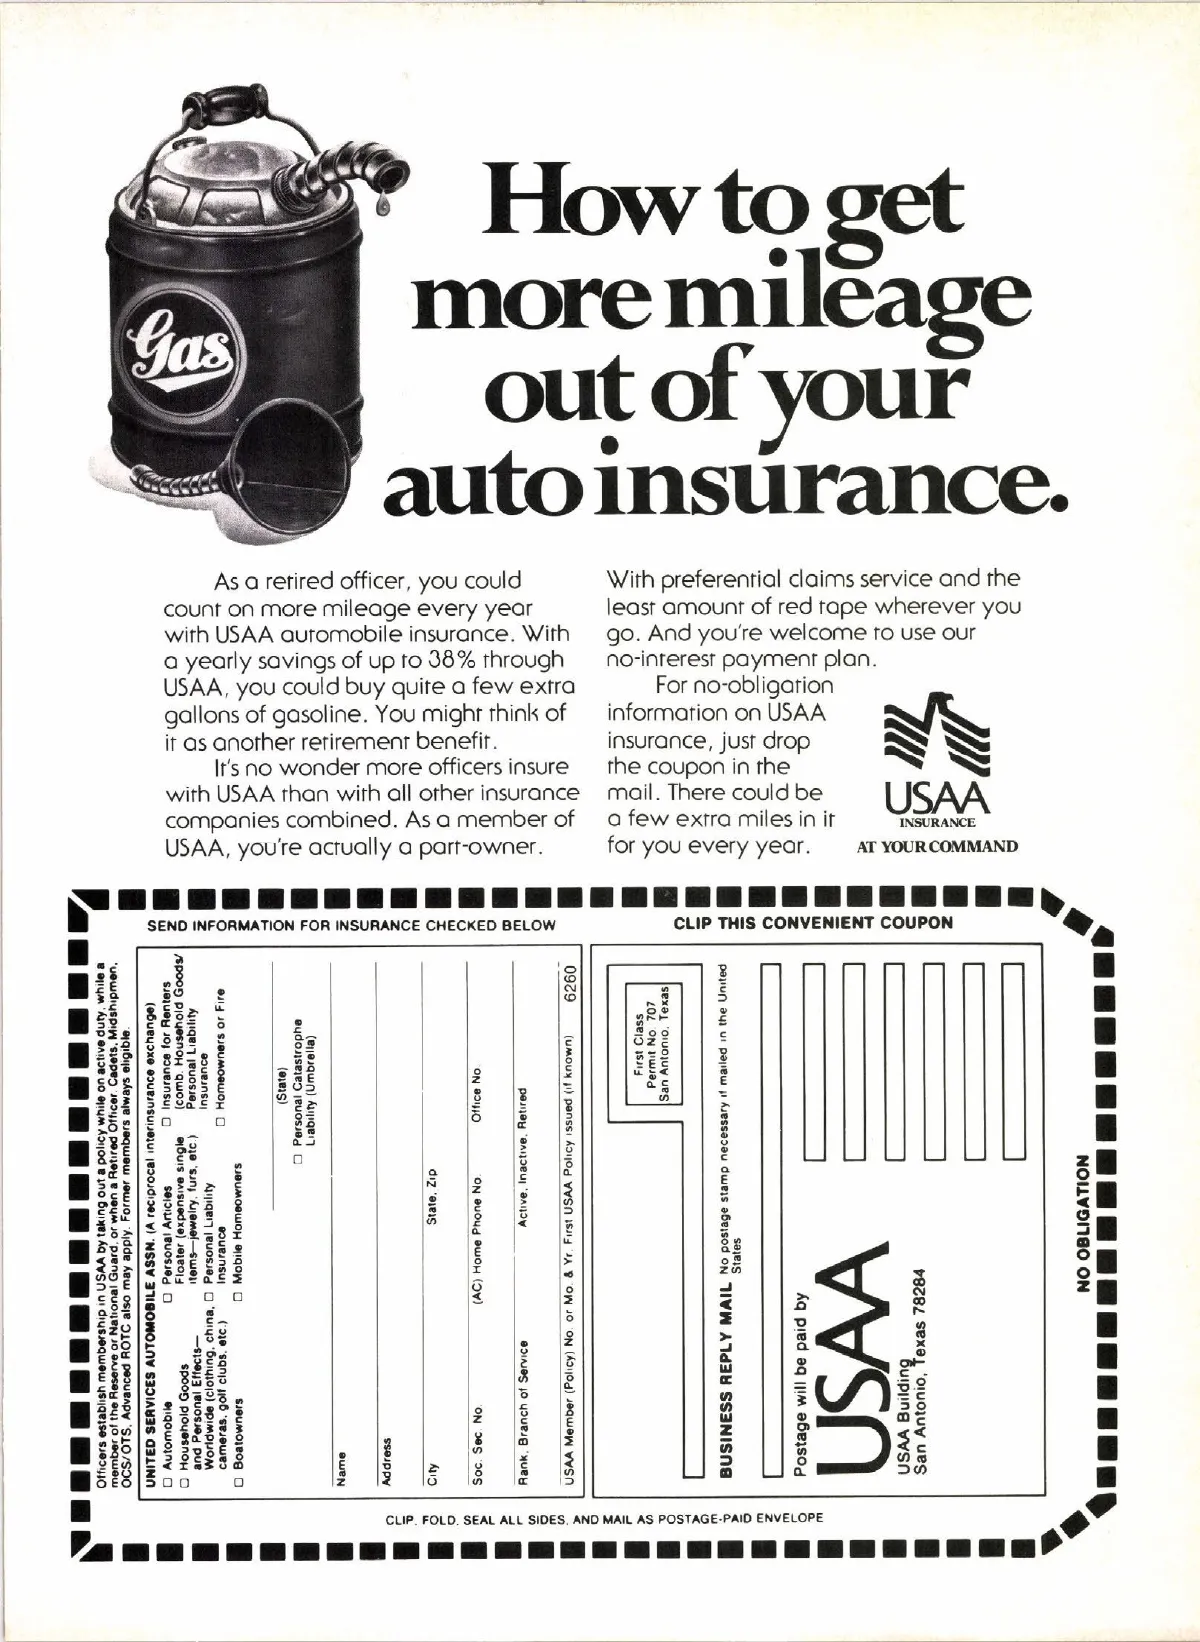 Gas
How to get
more mileage
out of your
auto insurance.
As a retired officer, you could
count on more mileage every year
with USAA automobile insurance. With
a yearly savings of up to 38% through
USAA, you could buy quite a few extra
gallons of gasoline. You might think of
it as another retirement benefit.
It's no wonder more officers insure
with USAA than with all other insurance
companies combined. As a member of
USAA, you're actually a part-owner.
With preferential claims service and the
least amount of red tape wherever you
go. And you're welcome to use our
no-interest payment plan.
For no-obligation
information on USAA
insurance, just drop
the coupon in the
mail. There could be
a few extra miles in it
for you every year.
USAA
INSURANCE
AT YOUR COMMAND
SEND INFORMATION FOR INSURANCE CHECKED BELOW
CLIP THIS CONVENIENT COUPON
Officers establish membership in USAA by taking out a policy while on active duty, while a
member of the Reserve or National Guard, or when a Retired Officer. Cadets, Midshipmen,
OCS/OTS, Advanced ROTC also may apply. Former members always eligible.
UNITED SERVICES AUTOMOBILE ASSN. (A reciprocal interinsurance exchange)
☐ Automobile
☐ Household Goods
and Personal Effects—
Worldwide (clothing, china,
cameras, golf clubs, etc.)
☐ Boatowners
☐ Personal Articles
Floater (expensive single
items—jewelry, furs, etc.)
☐ Personal Liability
Insurance
☐ Mobile Homeowners
☐ Insurance for Renters
(comb. Household Goods/
Personal Liability
Insurance
☐ Homeowners or Fire
(State)
☐ Personal Catastrophe
Liability (Umbrella)
Name
Address
City State, Zip
Soc. Sec. No. (AC) Home Phone No. Office No.
Rank, Branch of Service Active, Inactive, Retired
USAA Member (Policy) No. or Mo. & Yr. First USAA Policy issued (if known) 6260
First Class
Permit No. 707
San Antonio, Texas
BUSINESS REPLY MAIL No postage stamp necessary if mailed in the United
States
Postage will be paid by
USAA
USAA Building
San Antonio, Texas 78284
NO OBLIGATION
CLIP, FOLD, SEAL ALL SIDES, AND MAIL AS POSTAGE-PAID ENVELOPE